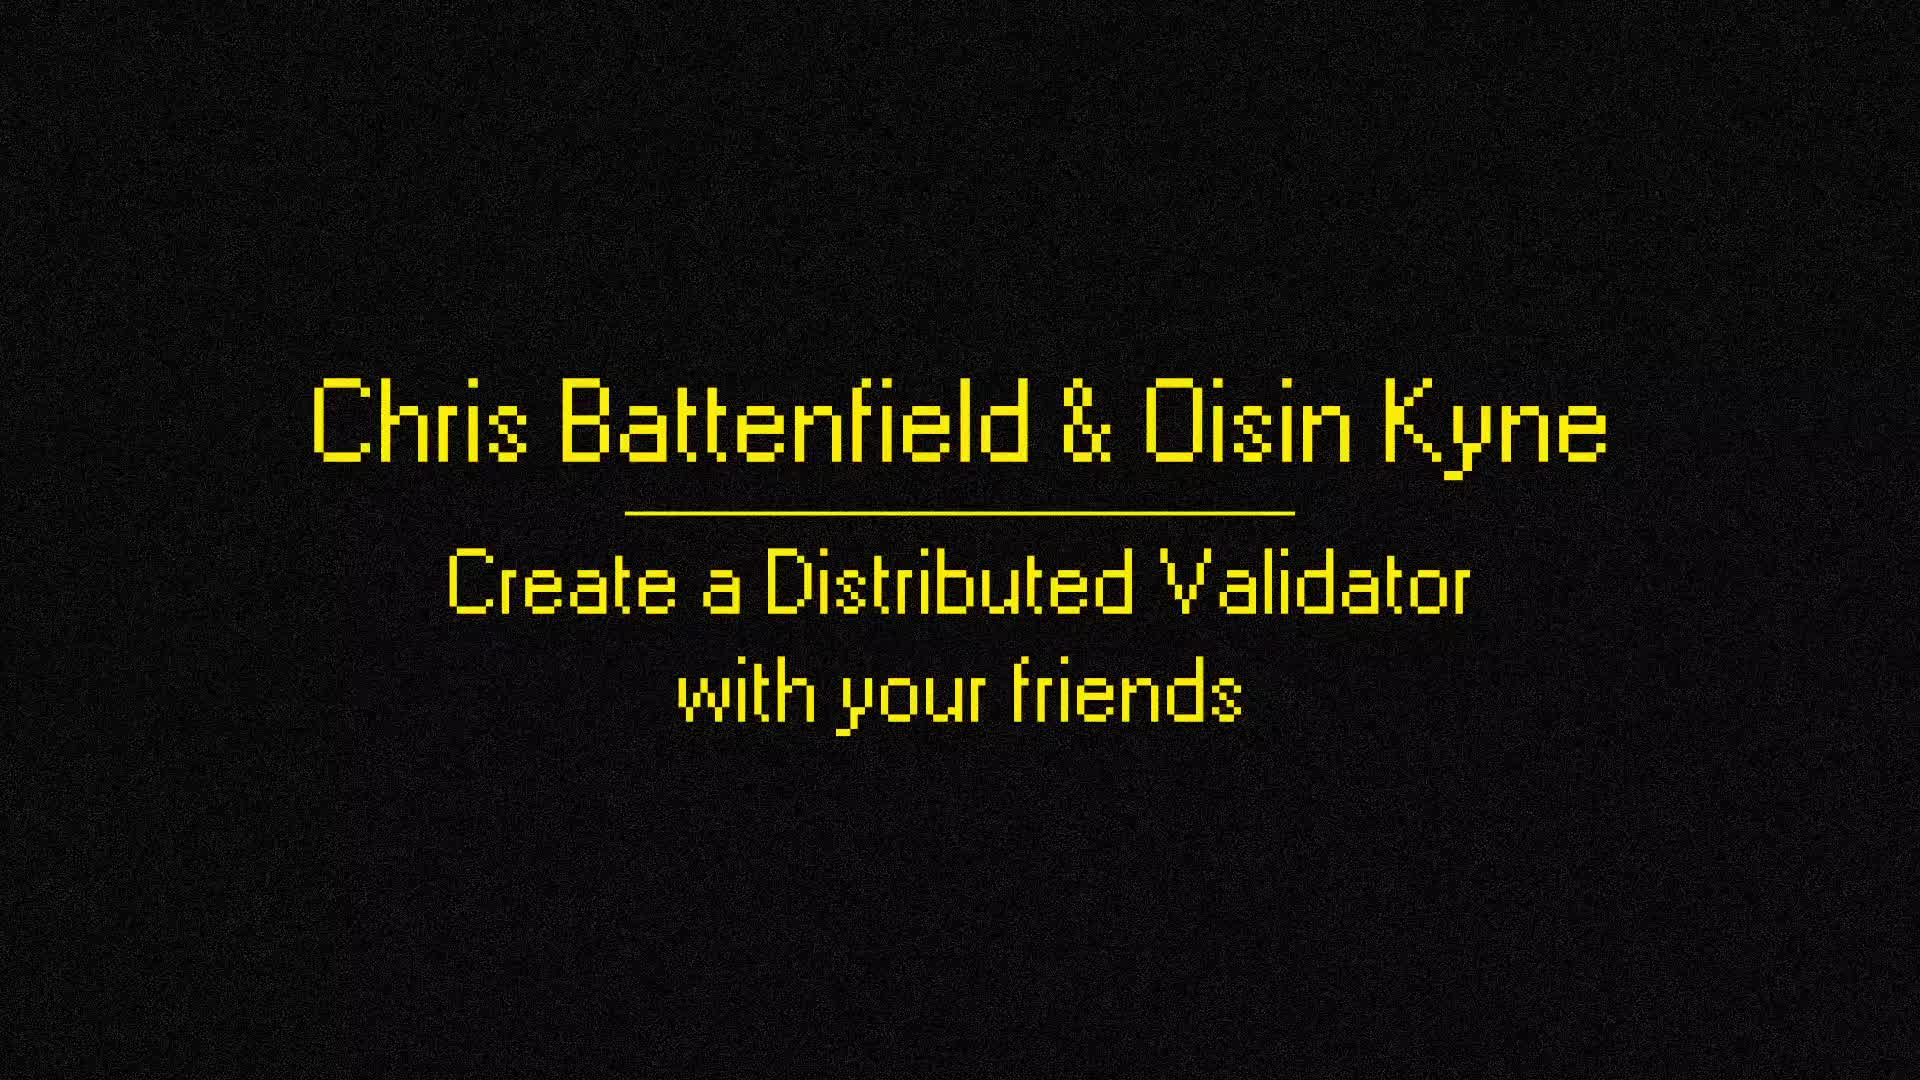 Chris Battenfield & Oisin Kyne
Create a Distributed Validator
with your friends